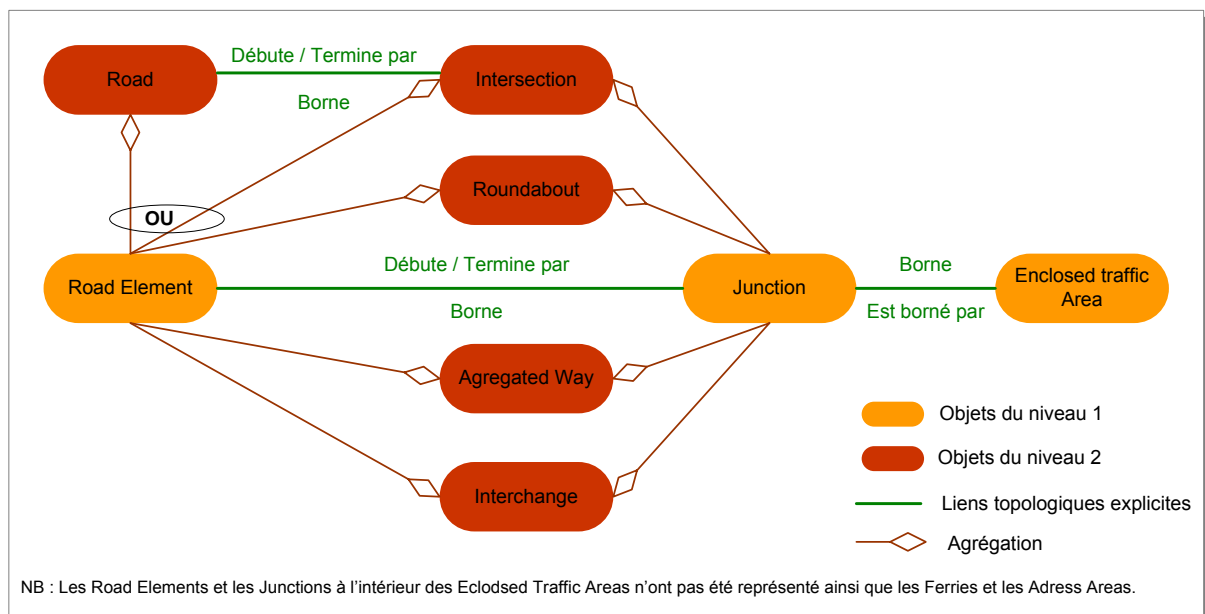 Débute / Termine par
Road
Intersection
Borne
Roundabout
OU
Débute / Termine par
Borne
Road Element
Junction
Enclosed traffic
Area
Borne
Est borné par
Agregated Way
Objets du niveau 1
Objets du niveau 2
Interchange
Liens topologiques explicites
Agrégation
NB : Les Road Elements et les Junctions à l'intérieur des Eclodsed Traffic Areas n'ont pas été représenté ainsi que les Ferries et les Adress Areas.